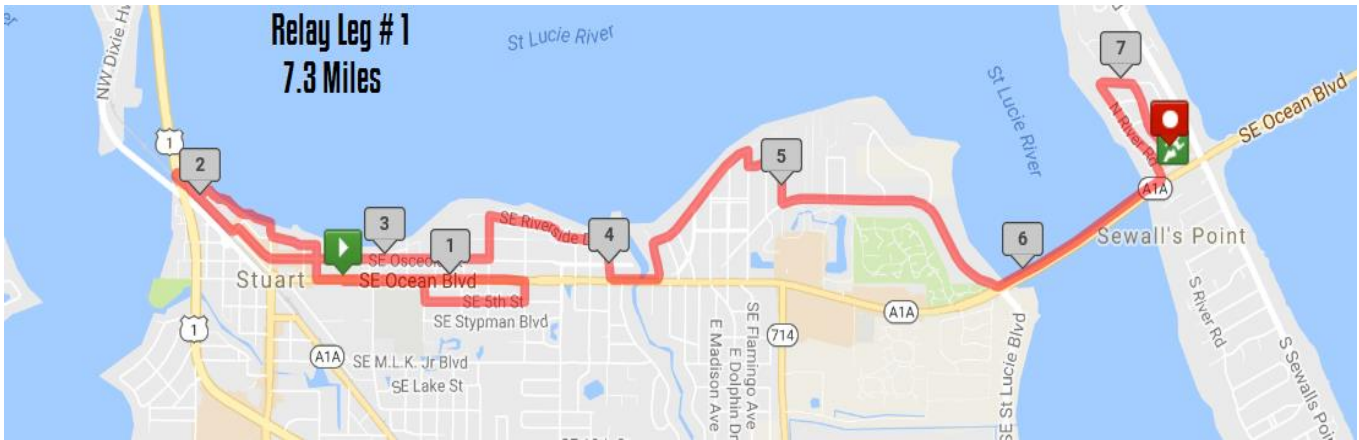 Relay Leg # 1
7.3 Miles
St Lucie River
NW Dixie Hw
1
2
3
1
4
5
6
7
St Lucie River
SE Ocean Blvd
N River Rd
A1A
Sewall's Point
SE Riverside D
SE Osceo
SE Ocean Blvd
Stuart
SE 5th St
SE Stypman Blvd
1
A1A
SE M.L.K. Jr Blvd
SE Lake St
714
A1A
SE Flamingo Ave
E Dolphin Dr
E Madison Ave
SE St Lucie Blvd
S River Rd
S Sewalls Point